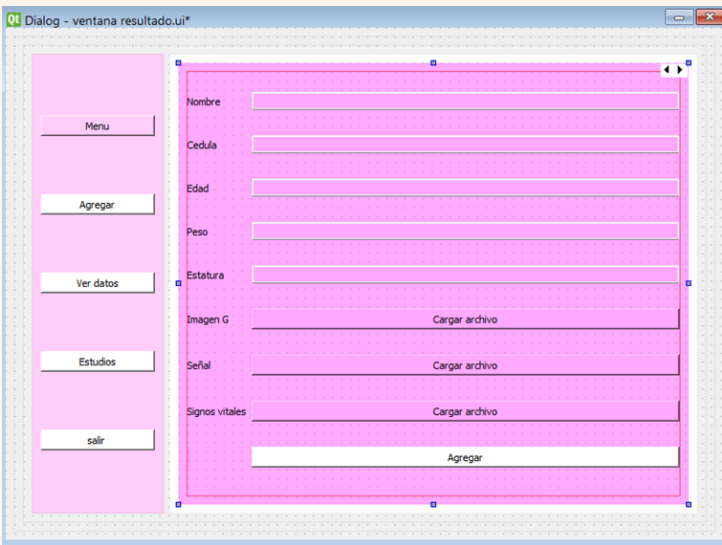 Qt Dialog - ventana resultado.ui*
Menu
Agregar
Ver datos
Estudios
salir
Nombre
Cedula
Edad
Peso
Estatura
Imagen G Cargar archivo
Señal Cargar archivo
Signos vitales Cargar archivo
Agregar